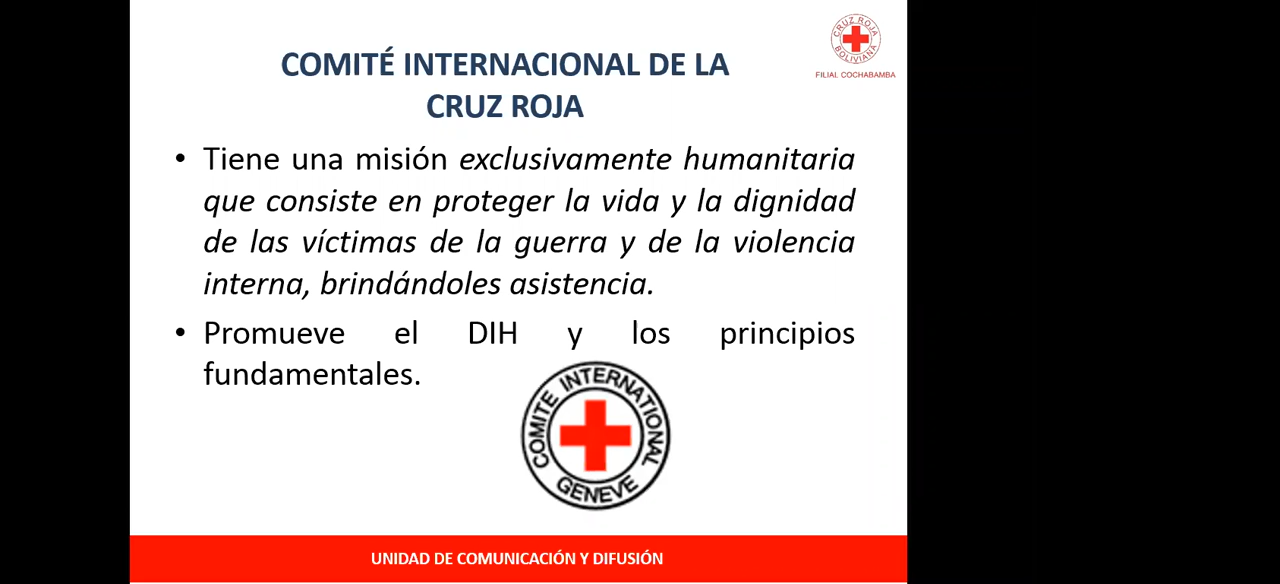 COMITÉ INTERNACIONAL DE LA
CRUZ ROJA
CRUZ ROJA
BOLIVIANA
FILIAL COCHABAMBA
• Tiene una misión exclusivamente humanitaria
que consiste en proteger la vida y la dignidad
de las víctimas de la guerra y de la violencia
interna, brindándoles asistencia.
• Promueve el DIH y los principios
fundamentales.
COMITE INTERNATIONAL
GENEVE
UNIDAD DE COMUNICACIÓN Y DIFUSIÓN